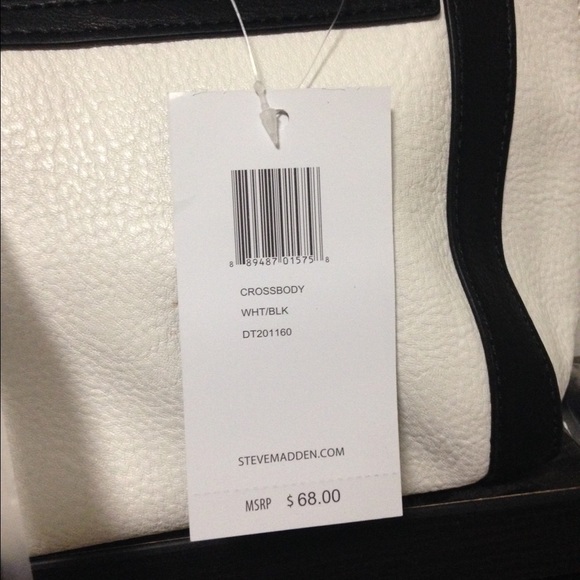 8 89487 01575 8
CROSSBODY
WHT/BLK
DT201160
STEVEMADDEN.COM
MSRP $ 68.00